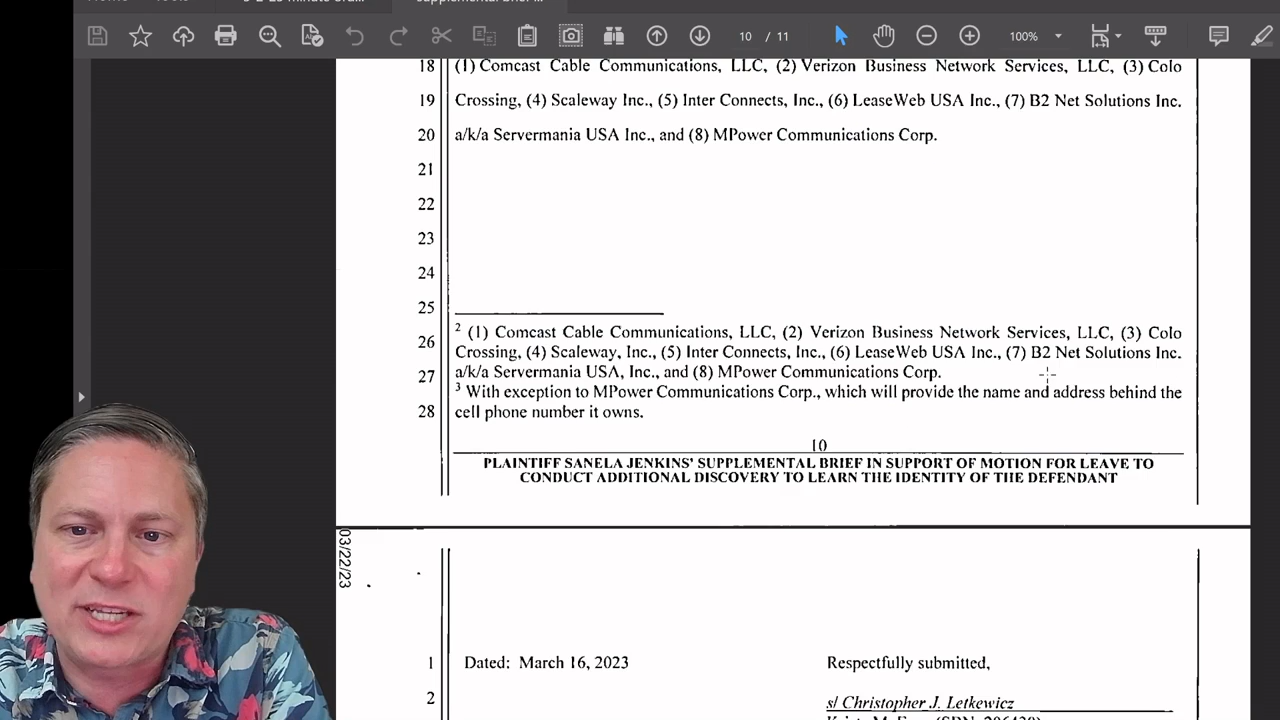 10 / 11
100%
18 (1) Comcast Cable Communications, LLC, (2) Verizon Business Network Services, LLC, (3) Colo
19 Crossing, (4) Scaleway Inc., (5) Inter Connects, Inc., (6) LeaseWeb USA Inc., (7) B2 Net Solutions Inc.
20 a/k/a Servermania USA Inc., and (8) MPower Communications Corp.
21
22
23
24
25
26
27
28
2 (1) Comcast Cable Communications, LLC, (2) Verizon Business Network Services, LLC, (3) Colo
Crossing, (4) Scaleway, Inc., (5) Inter Connects, Inc., (6) LeaseWeb USA Inc., (7) B2 Net Solutions Inc.
a/k/a Servermania USA, Inc., and (8) MPower Communications Corp.
3 With exception to MPower Communications Corp., which will provide the name and address behind the
cell phone number it owns.
10
PLAINTIFF SANELA JENKINS' SUPPLEMENTAL BRIEF IN SUPPORT OF MOTION FOR LEAVE TO
CONDUCT ADDITIONAL DISCOVERY TO LEARN THE IDENTITY OF THE DEFENDANT
03/22/23
1 Dated: March 16, 2023 Respectfully submitted,
2 s/ Christopher J. Letkewicz